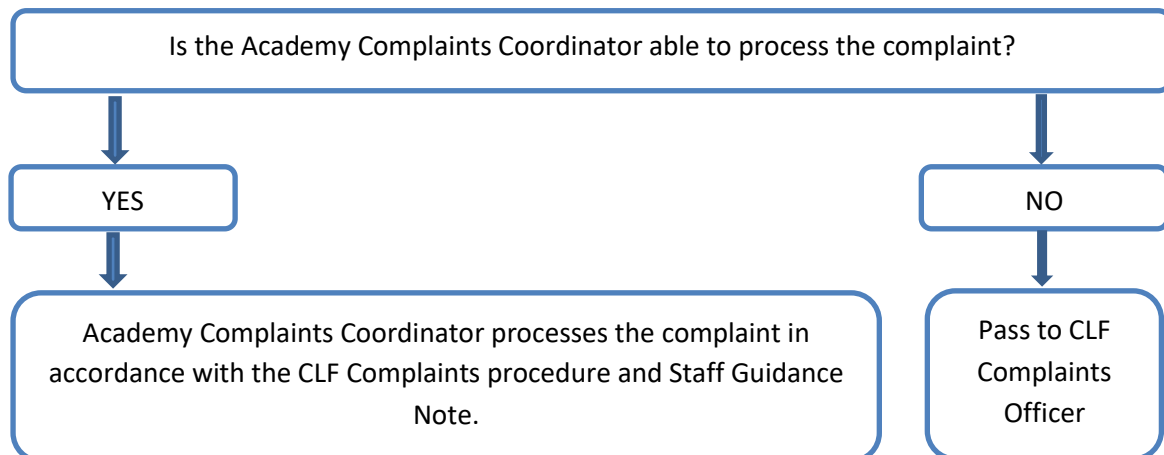 Is the Academy Complaints Coordinator able to process the complaint?
YES
NO
Academy Complaints Coordinator processes the complaint in
accordance with the CLF Complaints procedure and Staff Guidance
Note.
Pass to CLF
Complaints
Officer